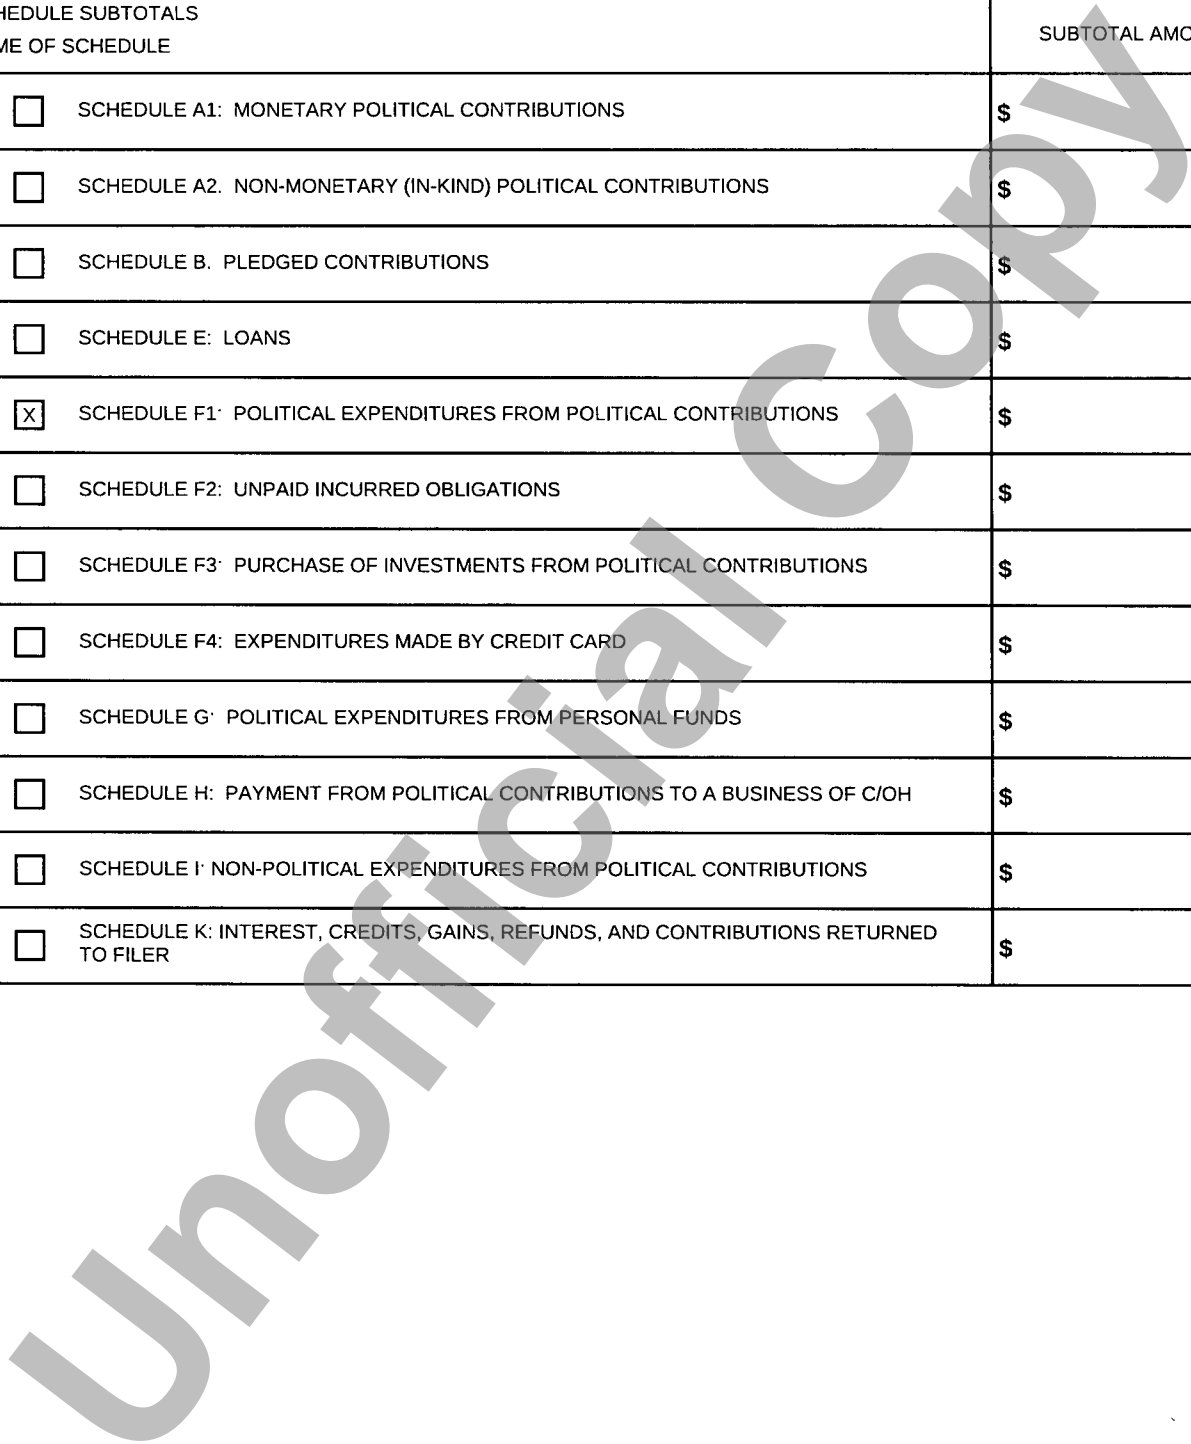 HEDULE SUBTOTALS
ME OF SCHEDULE
SUBTOTAL AMO
SCHEDULE A1: MONETARY POLITICAL CONTRIBUTIONS $
SCHEDULE A2. NON-MONETARY (IN-KIND) POLITICAL CONTRIBUTIONS $
SCHEDULE B. PLEDGED CONTRIBUTIONS $
SCHEDULE E: LOANS $
X SCHEDULE F1· POLITICAL EXPENDITURES FROM POLITICAL CONTRIBUTIONS $
SCHEDULE F2: UNPAID INCURRED OBLIGATIONS $
SCHEDULE F3· PURCHASE OF INVESTMENTS FROM POLITICAL CONTRIBUTIONS $
SCHEDULE F4: EXPENDITURES MADE BY CREDIT CARD $
SCHEDULE G· POLITICAL EXPENDITURES FROM PERSONAL FUNDS $
SCHEDULE H: PAYMENT FROM POLITICAL CONTRIBUTIONS TO A BUSINESS OF C/OH $
SCHEDULE I· NON-POLITICAL EXPENDITURES FROM POLITICAL CONTRIBUTIONS $
SCHEDULE K: INTEREST, CREDITS, GAINS, REFUNDS, AND CONTRIBUTIONS RETURNED
TO FILER $
Unofficial Copy